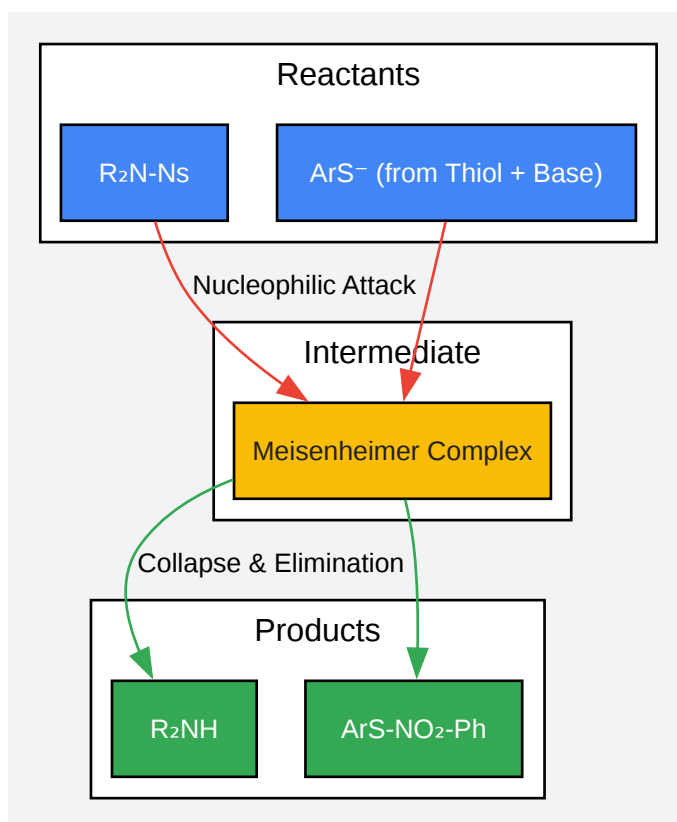 Reactants
R₂N-Ns
ArS⁻ (from Thiol + Base)
Nucleophilic Attack
Intermediate
Meisenheimer Complex
Collapse & Elimination
Products
R₂NH
ArS-NO₂-Ph